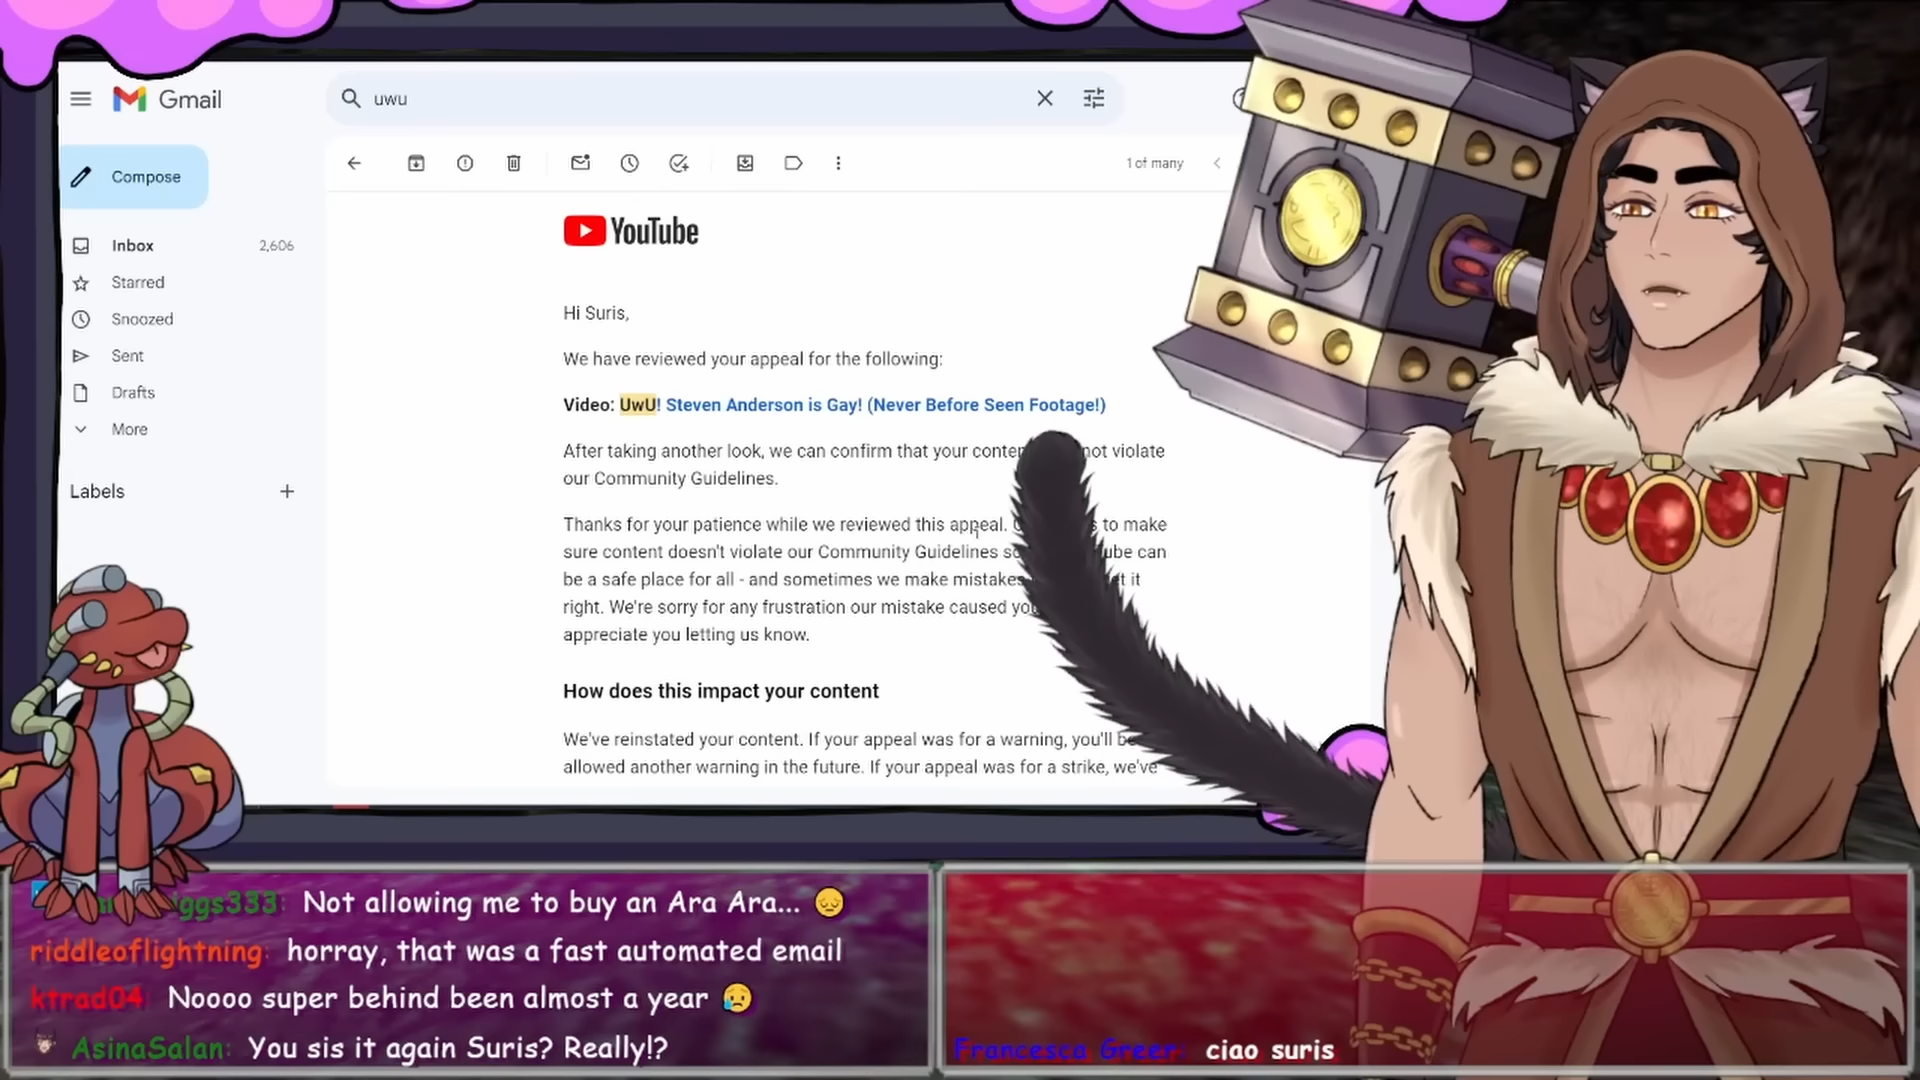 Gmail
uwu
Compose
1 of many
Inbox 2,606
Starred
Snoozed
Sent
Drafts
More
Labels
YouTube
Hi Suris,
We have reviewed your appeal for the following:
Video: UwU! Steven Anderson is Gay! (Never Before Seen Footage!)
After taking another look, we can confirm that your not violate
our Community Guidelines.
Thanks for your patience while we reviewed this appeal. to make
sure content doesn't violate our Community Guidelines can
be a safe place for all - and sometimes we make mistakes it
right. We're sorry for any frustration our mistake caused
appreciate you letting us know.
How does this impact your content
We've reinstated your content. If your appeal was for a warning, you'll be
allowed another warning in the future. If your appeal was for a strike, we've
ggs333: Not allowing me to buy an Ara Ara... 😔
riddleoflightning: horray, that was a fast automated email
ktrad04: Noooo super behind been almost a year 😥
AsinaSalan: You sis it again Suris? Really!?
Francesca Greer: ciao suris